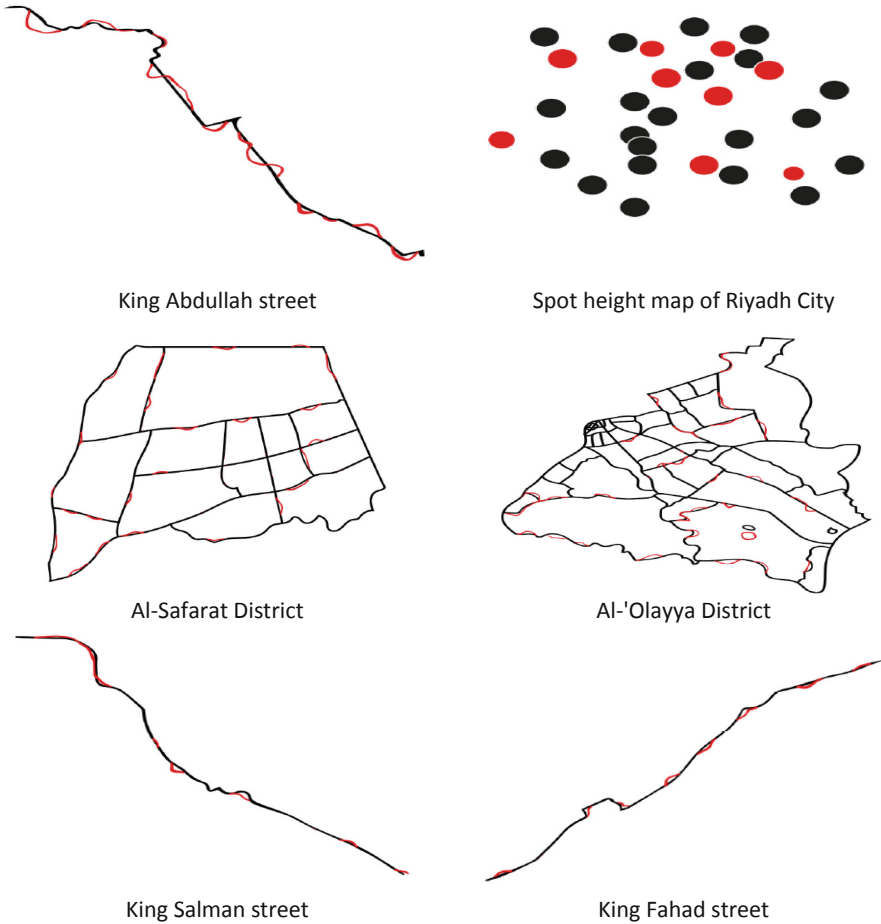 King Abdullah street
Spot height map of Riyadh City
Al-Safarat District
Al-'Olayya District
King Salman street
King Fahad street